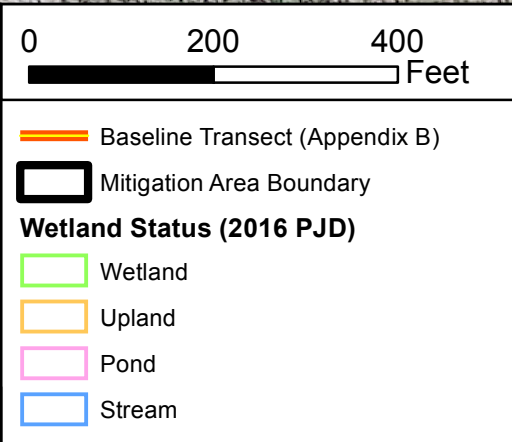 0 200 400
Feet
Baseline Transect (Appendix B)
Mitigation Area Boundary
Wetland Status (2016 PJD)
Wetland
Upland
Pond
Stream